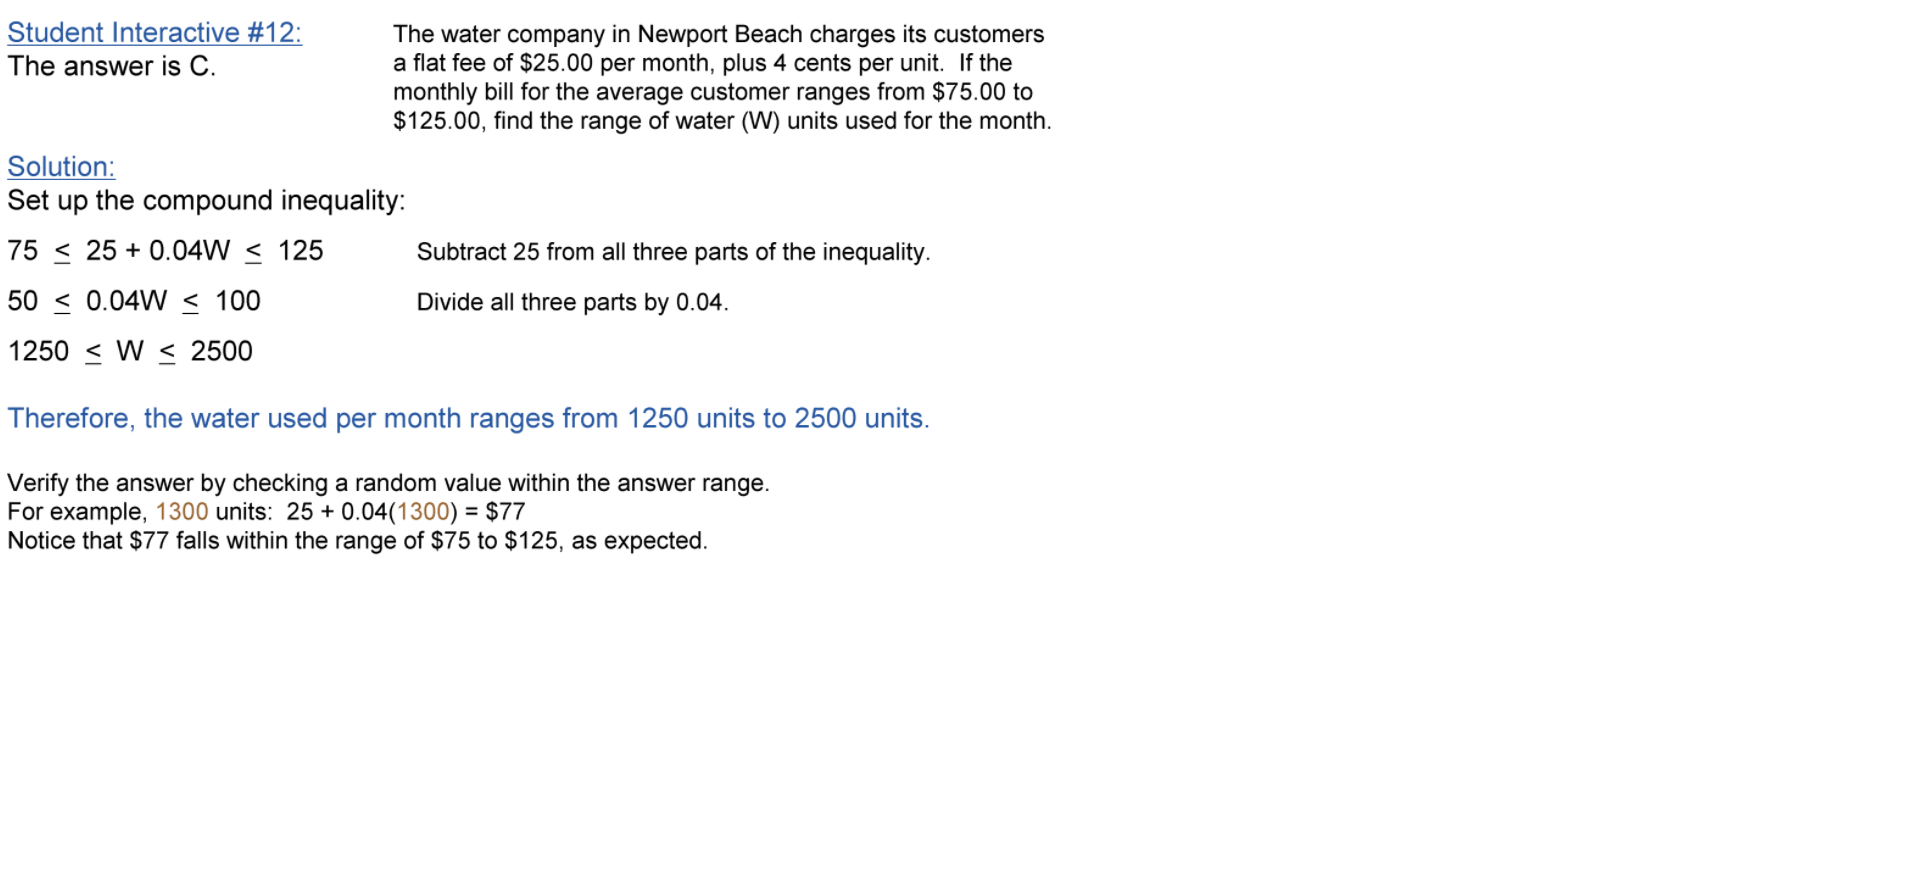 Student Interactive #12:
The answer is C.
The water company in Newport Beach charges its customers
a flat fee of $25.00 per month, plus 4 cents per unit.  If the
monthly bill for the average customer ranges from $75.00 to
$125.00, find the range of water (W) units used for the month.
Solution:
Set up the compound inequality:
75 ≤ 25 + 0.04W ≤ 125 Subtract 25 from all three parts of the inequality.
50 ≤ 0.04W ≤ 100 Divide all three parts by 0.04.
1250 ≤ W ≤ 2500
Therefore, the water used per month ranges from 1250 units to 2500 units.
Verify the answer by checking a random value within the answer range.
For example, 1300 units:  25 + 0.04(1300) = $77
Notice that $77 falls within the range of $75 to $125, as expected.